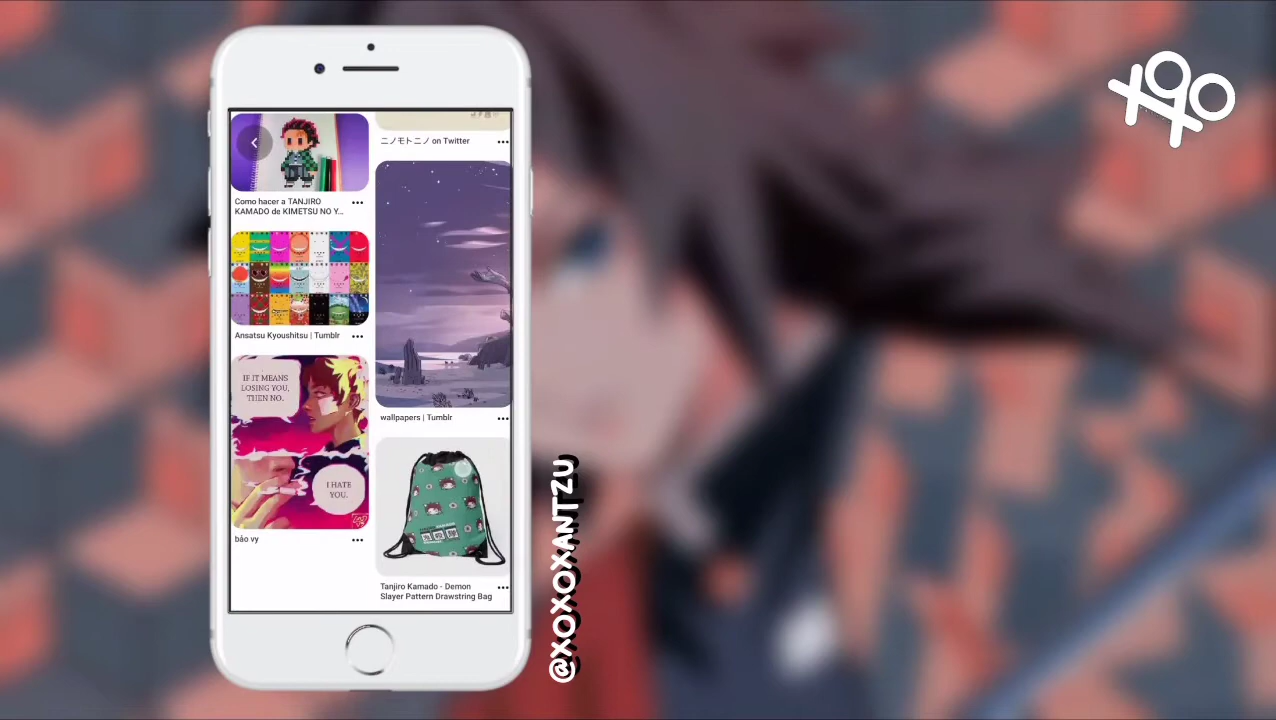 ニノモトニノ on Twitter
Como hacer a TANJIRO
KAMADO de KIMETSU NO Y...
Ansatsu Kyoushitsu | Tumblr
IF IT MEANS
LOSING YOU,
THEN NO.
I HATE
YOU.
bảo vy
wallpapers | Tumblr
Tanjiro Kamado - Demon
Slayer Pattern Drawstring Bag
@XOXOXANTZU